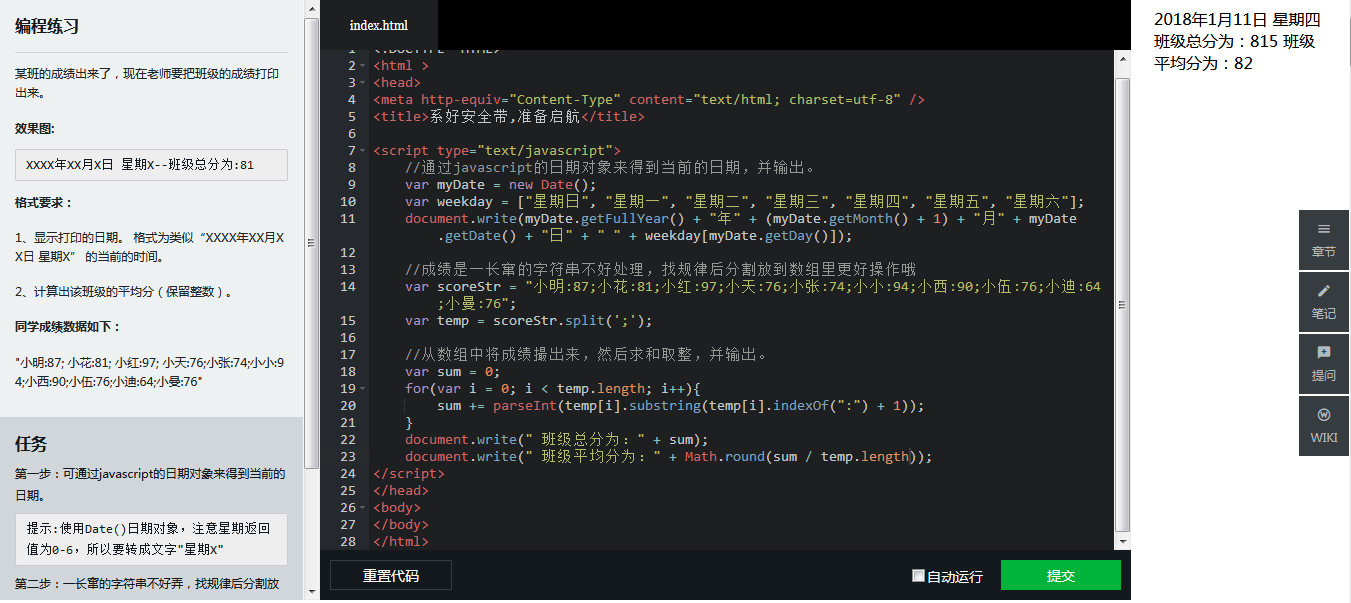 编程练习
某班的成绩出来了，现在老师要把班级的成绩打印
出来。
效果图:
XXXX年XX月X日 星期X--班级总分为:81
格式要求：
1、显示打印的日期。 格式为类似“XXXX年XX月X
X日 星期X” 的当前的时间。
2、计算出该班级的平均分（保留整数）。
同学成绩数据如下：
"小明:87; 小花:81; 小红:97; 小天:76;小张:74;小小:9
4;小西:90;小伍:76;小迪:64;小曼:76"
任务
第一步：可通过javascript的日期对象来得到当前的
日期。
提示:使用Date()日期对象，注意星期返回
值为0-6，所以要转成文字"星期X"
第二步：一长窜的字符串不好弄，找规律后分割放
index.html
1 <!DOCTYPE HTML>
2 <html >
3 <head>
4 <meta http-equiv="Content-Type" content="text/html; charset=utf-8" />
5 <title>系好安全带,准备启航</title>
6
7 <script type="text/javascript">
8 //通过javascript的日期对象来得到当前的日期，并输出。
9 var myDate = new Date();
10 var weekday = ["星期日", "星期一", "星期二", "星期三", "星期四", "星期五", "星期六"];
11 document.write(myDate.getFullYear() + "年" + (myDate.getMonth() + 1) + "月" + myDate
.getDate() + "日" + " " + weekday[myDate.getDay()]);
12
13 //成绩是一长窜的字符串不好处理，找规律后分割放到数组里更好操作哦
14 var scoreStr = "小明:87;小花:81;小红:97;小天:76;小张:74;小小:94;小西:90;小伍:76;小迪:64
;小曼:76";
15 var temp = scoreStr.split(';');
16
17 //从数组中将成绩撮出来，然后求和取整，并输出。
18 var sum = 0;
19 for(var i = 0; i < temp.length; i++){
20 sum += parseInt(temp[i].substring(temp[i].indexOf(":") + 1));
21 }
22 document.write(" 班级总分为：" + sum);
23 document.write(" 班级平均分为：" + Math.round(sum / temp.length));
24 </script>
25 </head>
26 <body>
27 </body>
28 </html>
重置代码
自动运行
提交
2018年1月11日 星期四
班级总分为：815 班级
平均分为：82
章节
笔记
提问
WIKI